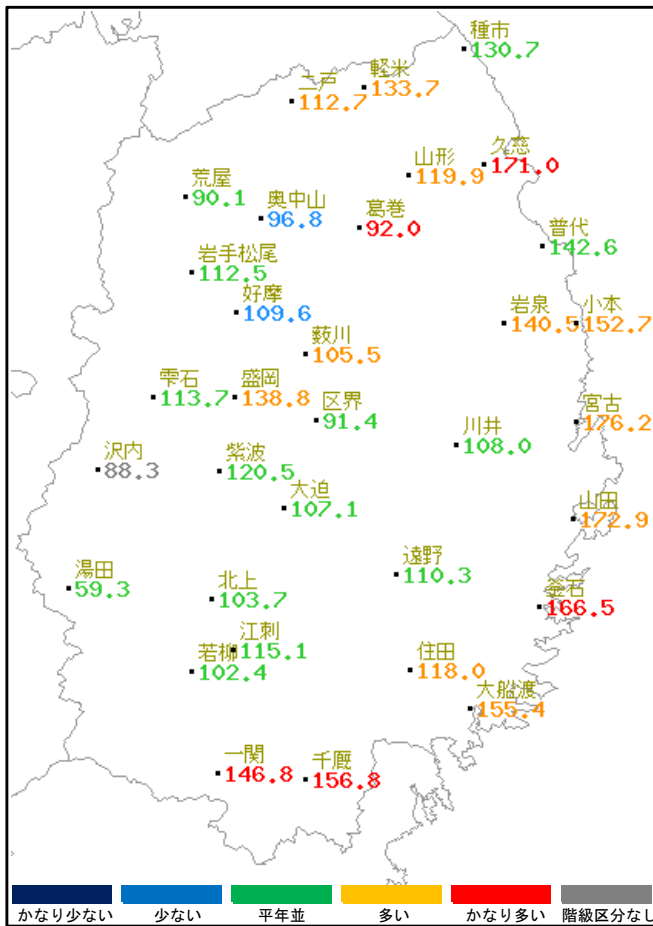 種市
130.7
軽米
133.7
二戸
112.7
久慈
171.0
山形
119.9
荒屋
90.1
奥中山
96.8
葛巻
92.0
普代
142.6
岩手松尾
112.5
好摩
109.6
岩泉
140.5
小本
152.7
薮川
105.5
雫石
113.7
盛岡
138.8
区界
91.4
宮古
176.2
川井
108.0
沢内
88.3
紫波
120.5
大迫
107.1
山田
172.9
遠野
110.3
湯田
59.3
北上
103.7
釜石
166.5
江刺
115.1
若柳
102.4
住田
118.0
大船渡
155.4
一関
146.8
千厩
156.8
かなり少ない 少ない 平年並 多い かなり多い 階級区分なし